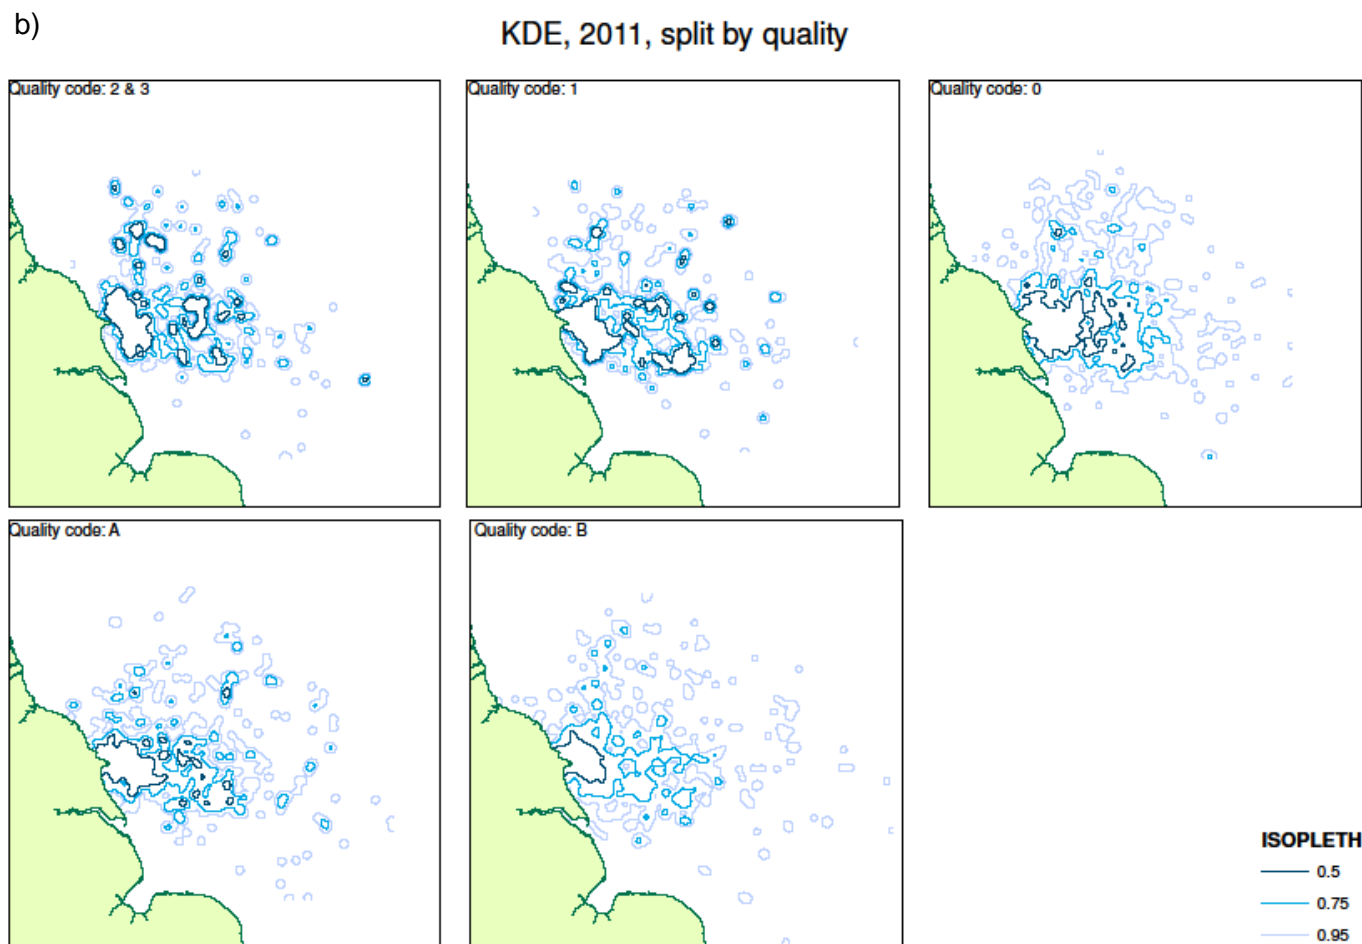 b)
KDE, 2011, split by quality
Quality code: 2 & 3
Quality code: 1
Quality code: 0
Quality code: A
Quality code: B
ISOPLETH
0.5
0.75
0.95